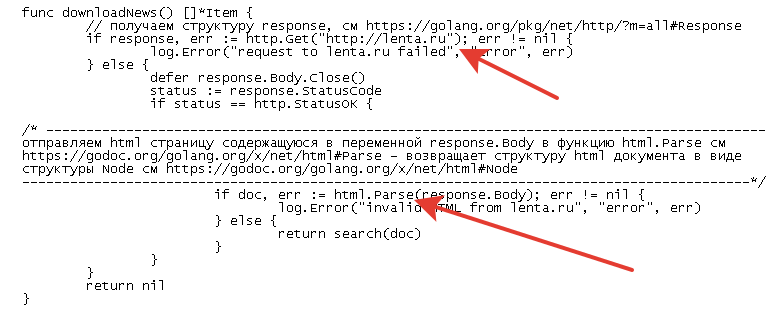 func downloadNews() []*Item {
// получаем структуру response, см https://golang.org/pkg/net/http/?m=all#Response
if response, err := http.Get("http://lenta.ru"); err != nil {
log.Error("request to lenta.ru failed", "error", err)
} else {
defer response.Body.Close()
status := response.StatusCode
if status == http.StatusOK {
/* ------------------------------------------------------------------------------------------
отправляем html страницу содержащуюся в переменной response.Body в функцию html.Parse см
https://godoc.org/golang.org/x/net/html#Parse – возвращает структуру html документа в виде
структуры Node см https://godoc.org/golang.org/x/net/html#Node
-------------------------------------------------------------------------------------------*/
if doc, err := html.Parse(response.Body); err != nil {
log.Error("invalid HTML from lenta.ru", "error", err)
} else {
return search(doc)
}
}
}
return nil
}